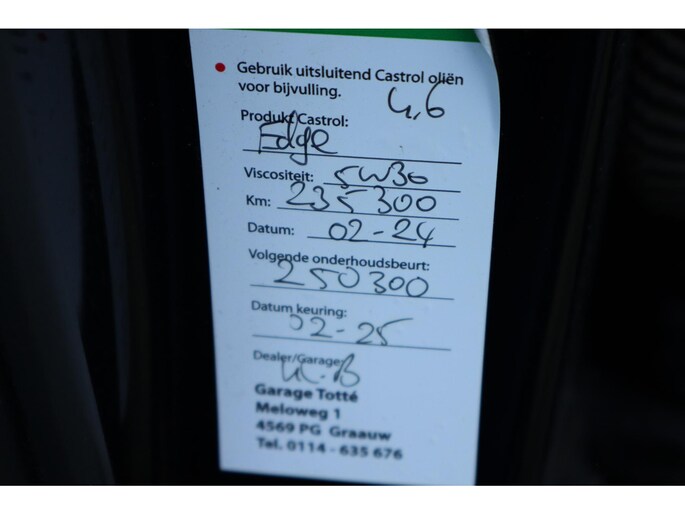 Gebruik uitsluitend Castrol oliën
voor bijvulling.
4,6
Produkt Castrol:
Edge
Viscositeit: 5W30
Km: 235300
Datum: 02-24
Volgende onderhoudsbeurt:
250300
Datum keuring:
02-25
Dealer/Garage:
Garage Totté
Meloweg 1
4569 PG Graauw
Tel. 0114 - 635 676